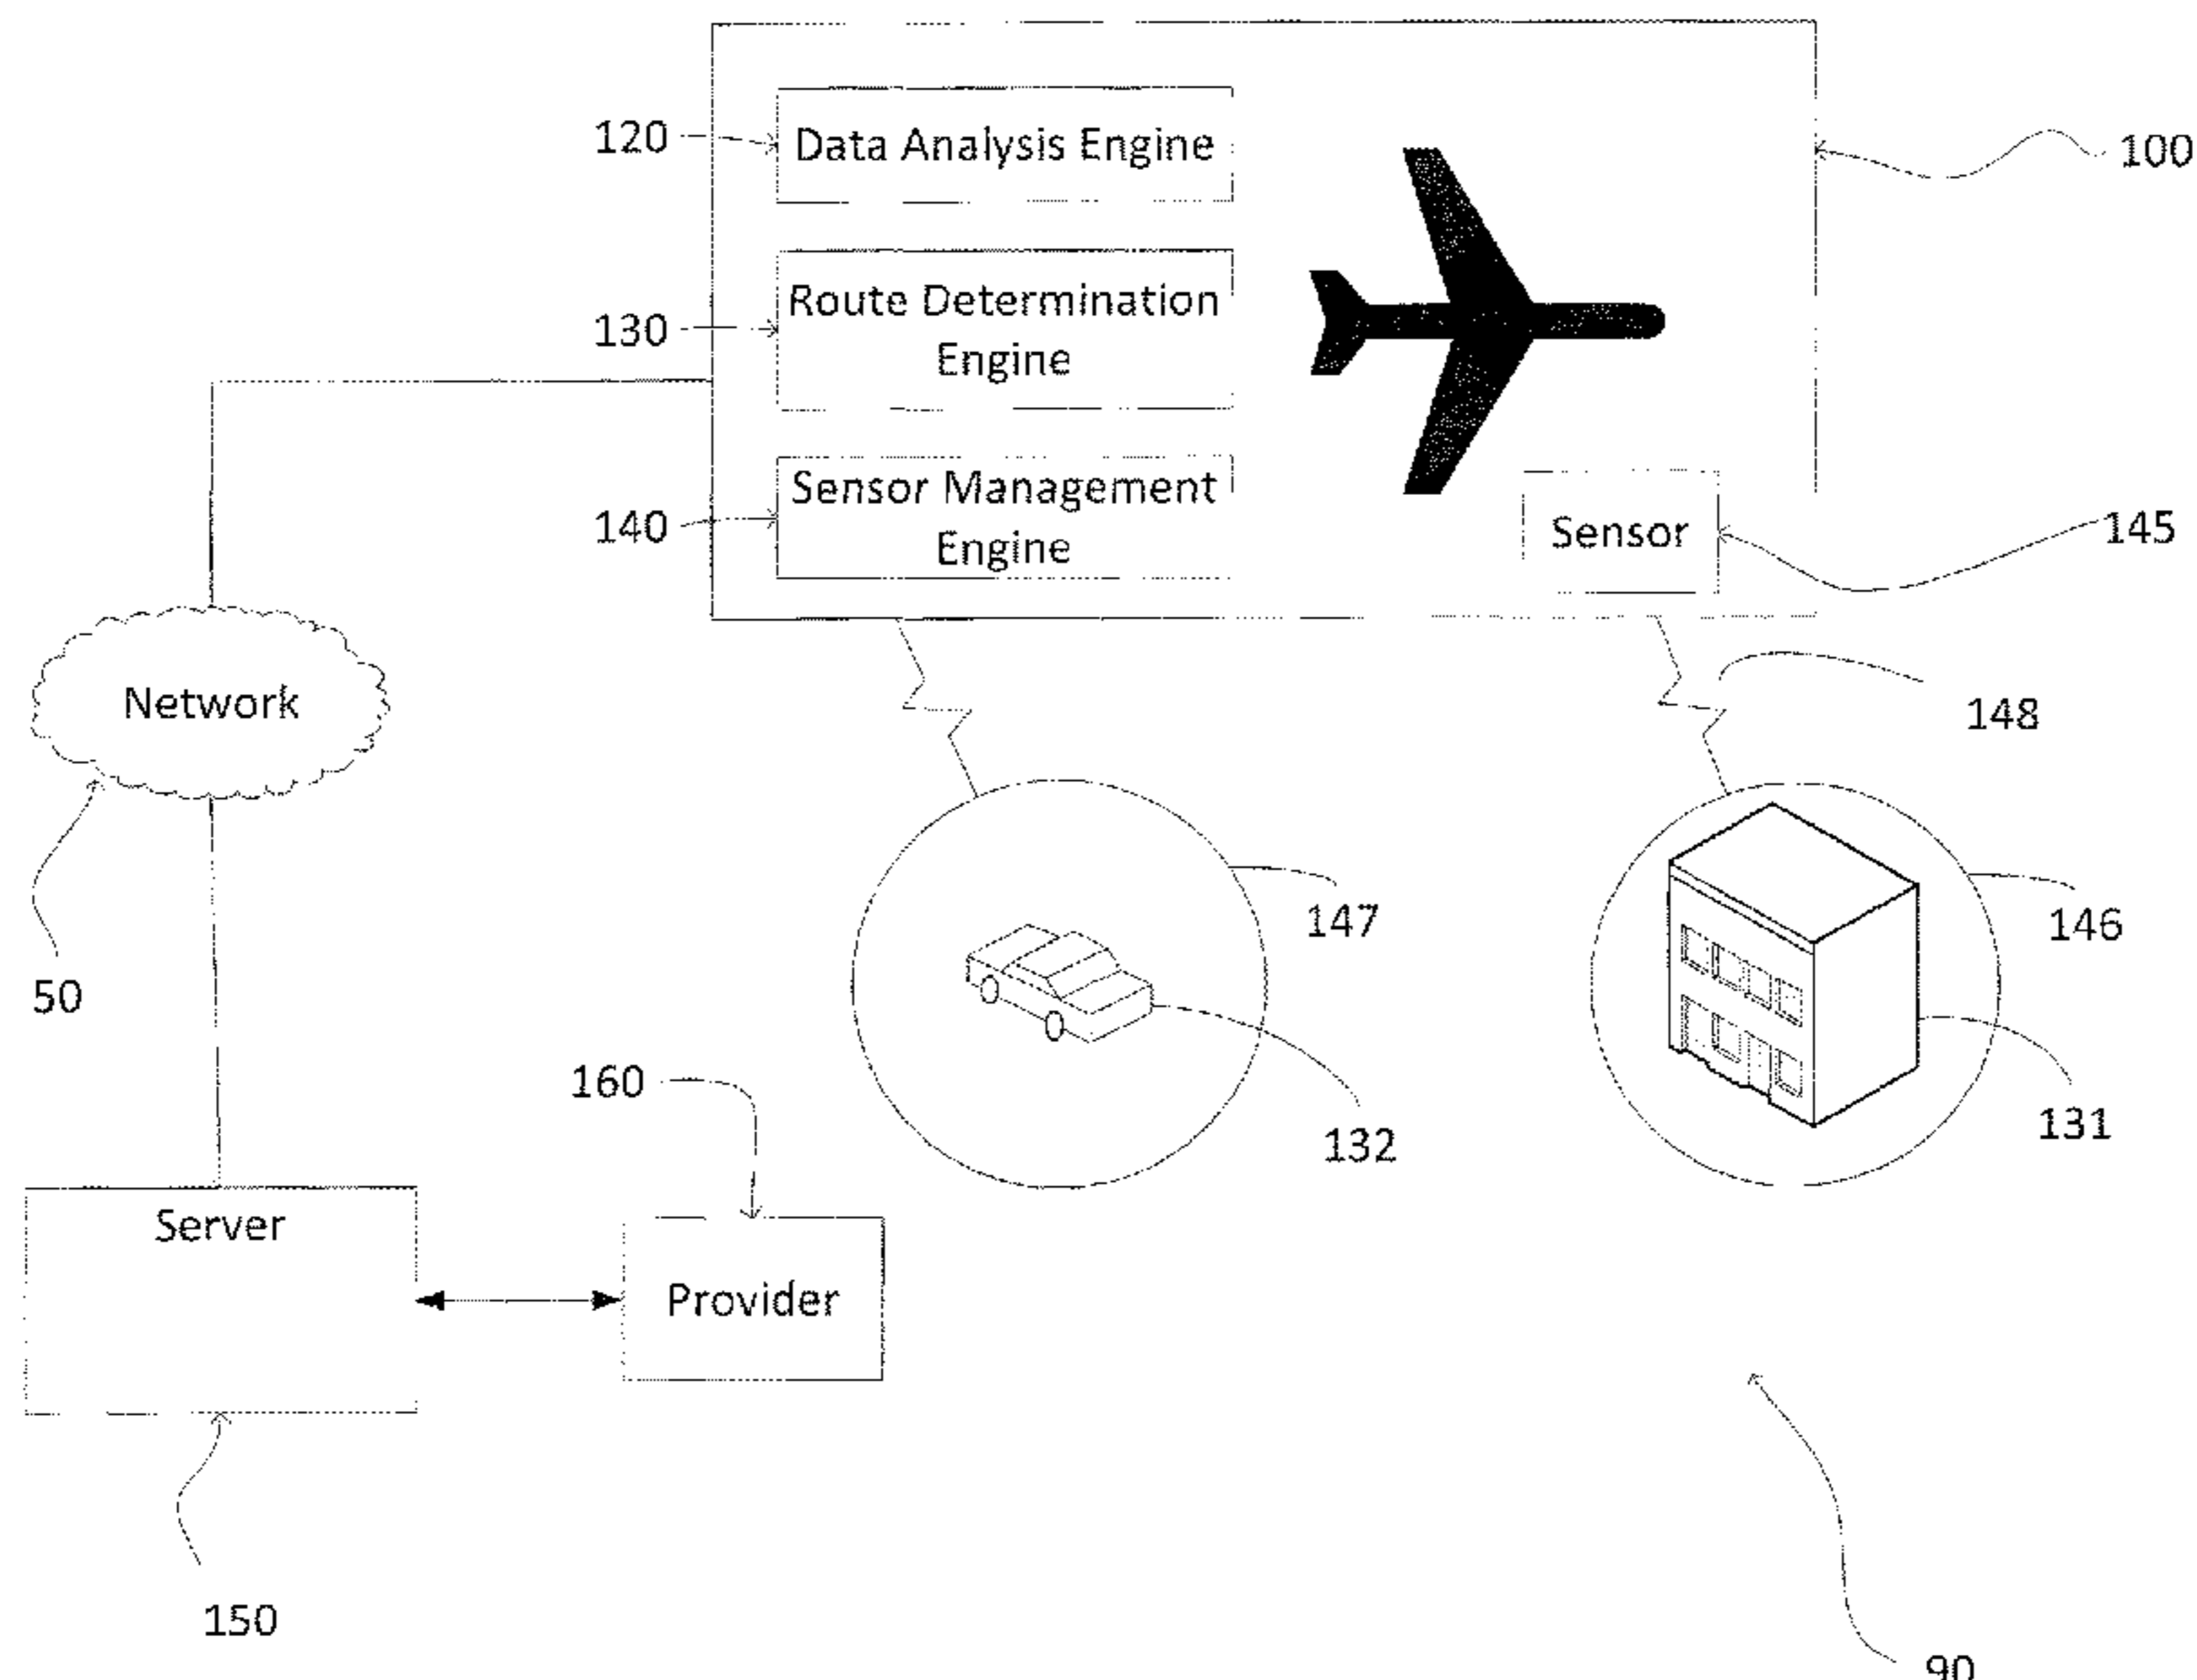 120
Data Analysis Engine
100
130
Route Determination
Engine
140
Sensor Management
Engine
Sensor
145
Network
148
147
146
50
160
132
131
Server
Provider
150
90